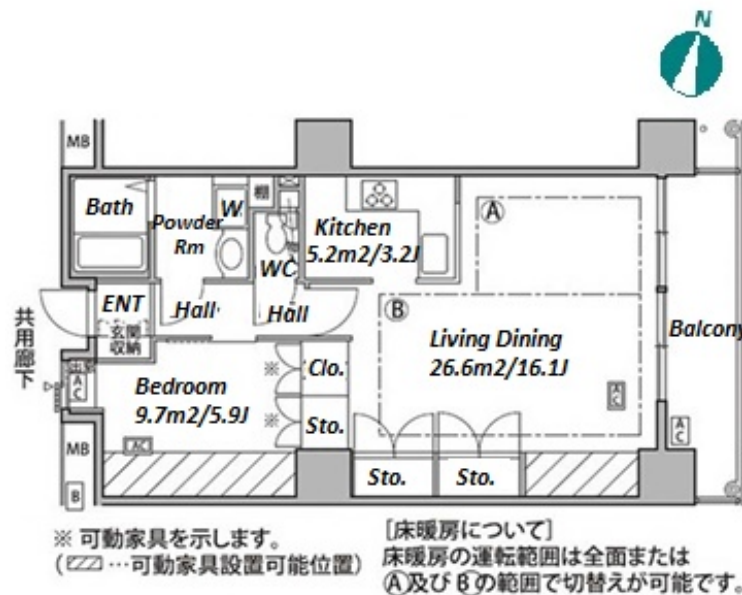 N
MB
Bath
Powder
Rm
W.
棚
WC
Kitchen
5.2m2/3.2J
A
ENT
玄関
収納
Hall
Hall
B
Living Dining
26.6m2/16.1J
Balcony
共用廊下
AC
Bedroom
9.7m2/5.9J
※
Clo.
※
Sto.
AC
AC
AC
MB
B
Sto.
Sto.
※ 可動家具を示します。
(…可動家具設置可能位置)
[床暖房について]
床暖房の運転範囲は全面または
Ⓐ及びⒷの範囲で切替えが可能です。